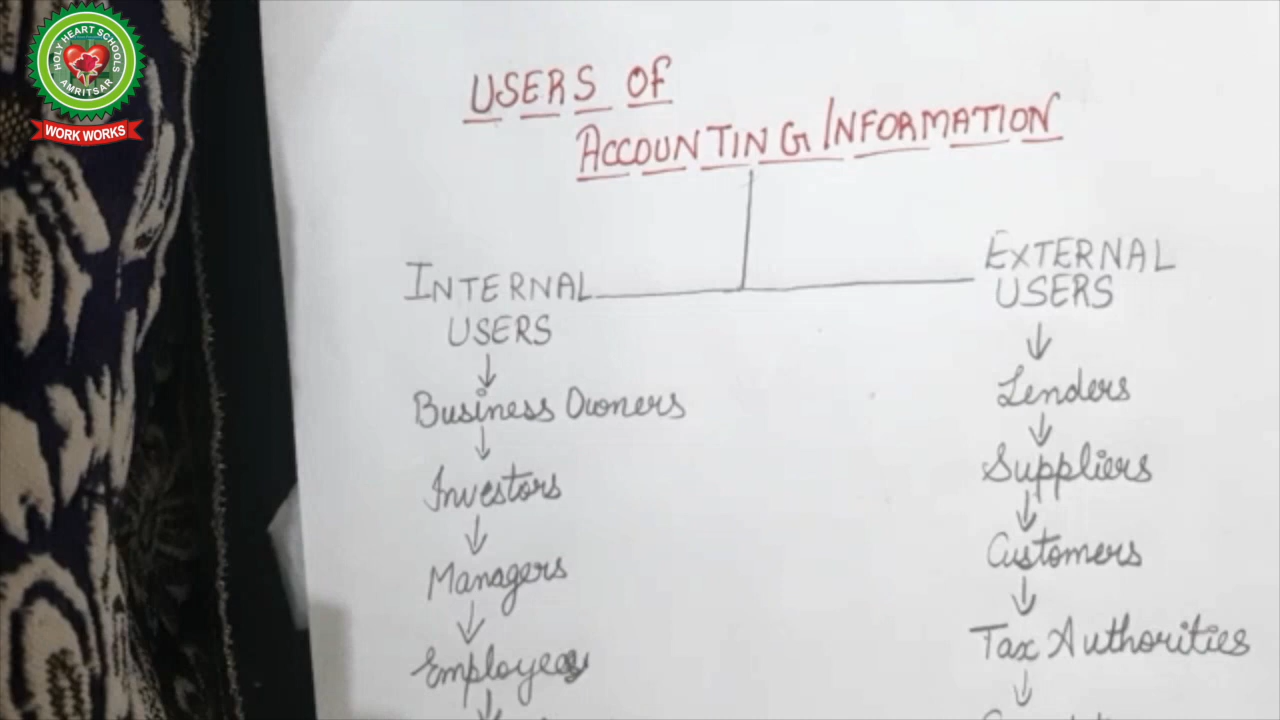 HOLY HEART SCHOOLS
AMRITSAR
WORK WORKS
USERS OF
ACCOUNTING INFORMATION
INTERNAL
USERS
EXTERNAL
USERS
Business Owners
Lenders
Investors
Suppliers
Managers
Customers
Employees
Tax Authorities